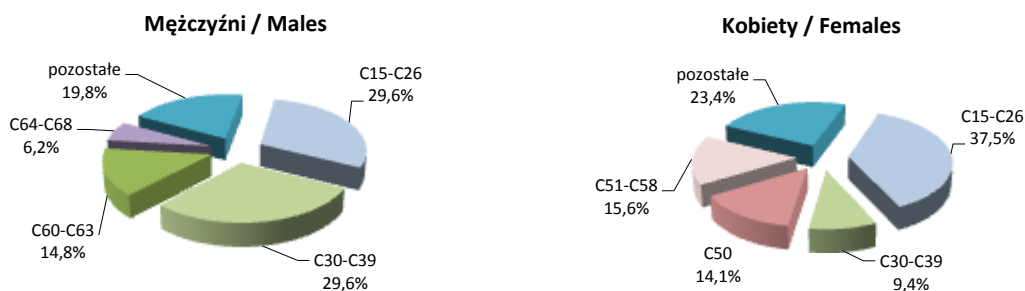 Mężczyźni / Males
pozostałe
19,8%
C15-C26
29,6%
C64-C68
6,2%
C60-C63
14,8%
C30-C39
29,6%
Kobiety / Females
pozostałe
23,4%
C15-C26
37,5%
C51-C58
15,6%
C50
14,1%
C30-C39
9,4%